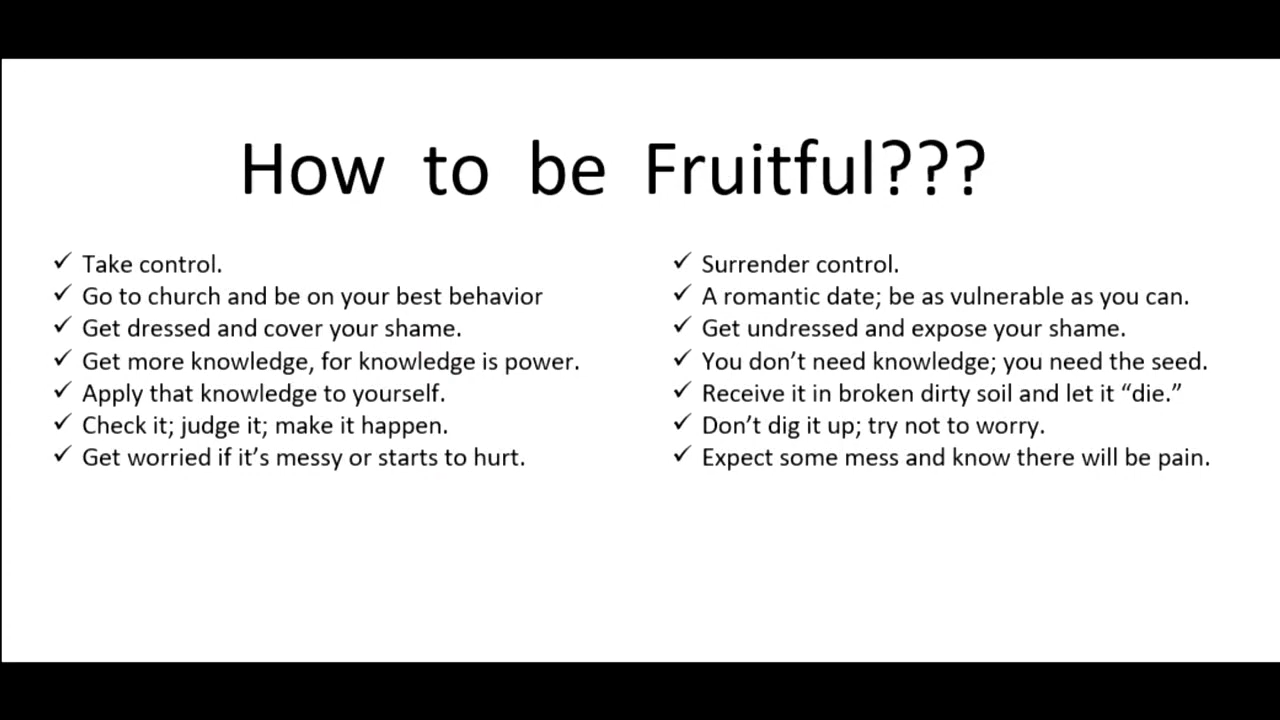 How to be Fruitful???
✓ Take control.
✓ Go to church and be on your best behavior
✓ Get dressed and cover your shame.
✓ Get more knowledge, for knowledge is power.
✓ Apply that knowledge to yourself.
✓ Check it; judge it; make it happen.
✓ Get worried if it’s messy or starts to hurt.
✓ Surrender control.
✓ A romantic date; be as vulnerable as you can.
✓ Get undressed and expose your shame.
✓ You don’t need knowledge; you need the seed.
✓ Receive it in broken dirty soil and let it “die.”
✓ Don’t dig it up; try not to worry.
✓ Expect some mess and know there will be pain.